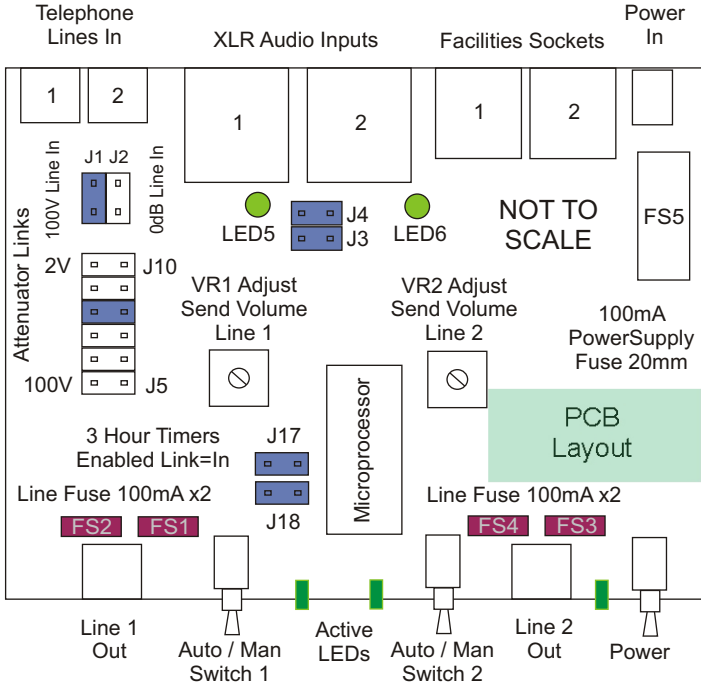 Telephone
Lines In
XLR Audio Inputs
Facilities Sockets
Power
In
1
2
1
2
1
2
100V Line In
J1
J2
0dB Line In
Attenuator Links
LED5
J4
J3
LED6
NOT TO
SCALE
FS5
2V
J10
100V
J5
VR1 Adjust
Send Volume
Line 1
VR2 Adjust
Send Volume
Line 2
100mA
PowerSupply
Fuse 20mm
Microprocessor
PCB
Layout
3 Hour Timers
Enabled Link=In
J17
J18
Line Fuse 100mA x2
FS2
FS1
Line Fuse 100mA x2
FS4
FS3
Line 1
Out
Auto / Man
Switch 1
Active
LEDs
Auto / Man
Switch 2
Line 2
Out
Power